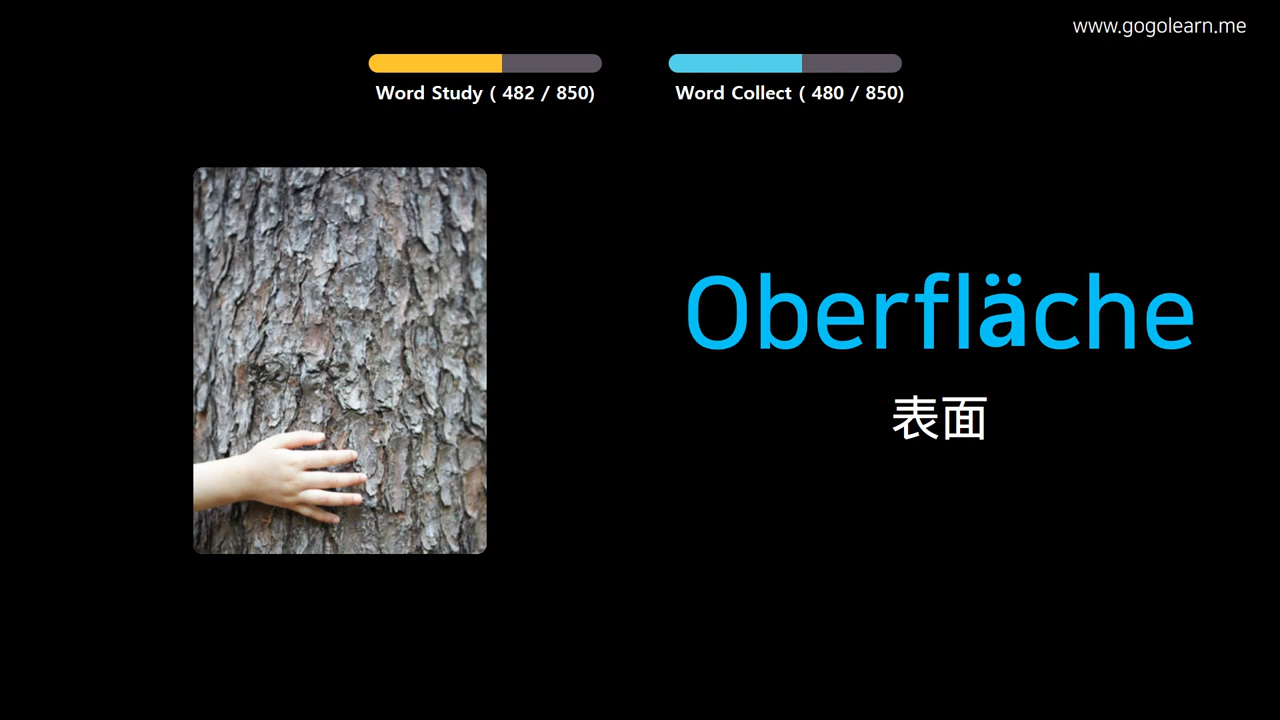 www.gogolearn.me
Word Study ( 482 / 850)
Word Collect ( 480 / 850)
Oberfläche
表面